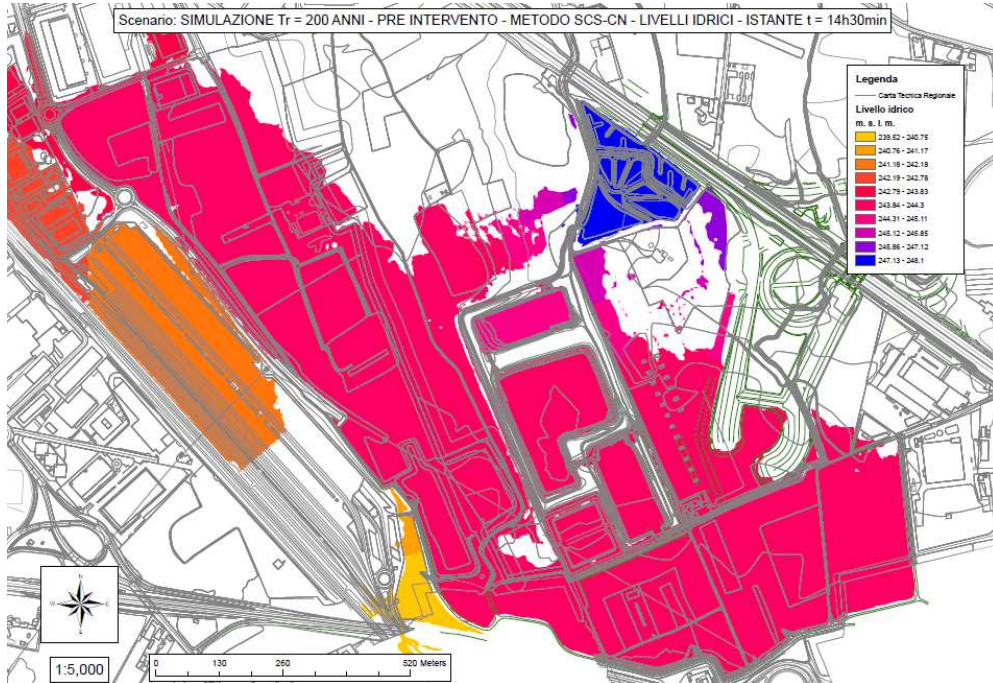 Scenario: SIMULAZIONE Tr = 200 ANNI - PRE INTERVENTO - METODO SCS-CN - LIVELLI IDRICI - ISTANTE t = 14h30min
Legenda
Carta Tecnica Regionale
Livello idrico
m. s. l. m.
239.52 - 240.75
240.76 - 241.17
241.18 - 242.18
242.19 - 242.78
242.79 - 243.83
243.84 - 244.3
244.31 - 245.11
245.12 - 245.85
245.86 - 247.12
247.13 - 248.1
N
W E
S
1:5,000
0 130 260 520 Meters